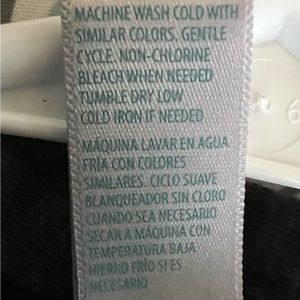 MACHINE WASH COLD WITH
SIMILAR COLORS. GENTLE
CYCLE. NON-CHLORINE
BLEACH WHEN NEEDED
TUMBLE DRY LOW
COLD IRON IF NEEDED
MÁQUINA LAVAR EN AGUA
FRÍA CON COLORES
SIMILARES. CICLO SUAVE
BLANQUEADOR SIN CLORO
CUANDO SEA NECESARIO
SECAR A MÁQUINA CON
TEMPERATURA BAJA
HIERRO FRÍO SI ES
NECESARIO